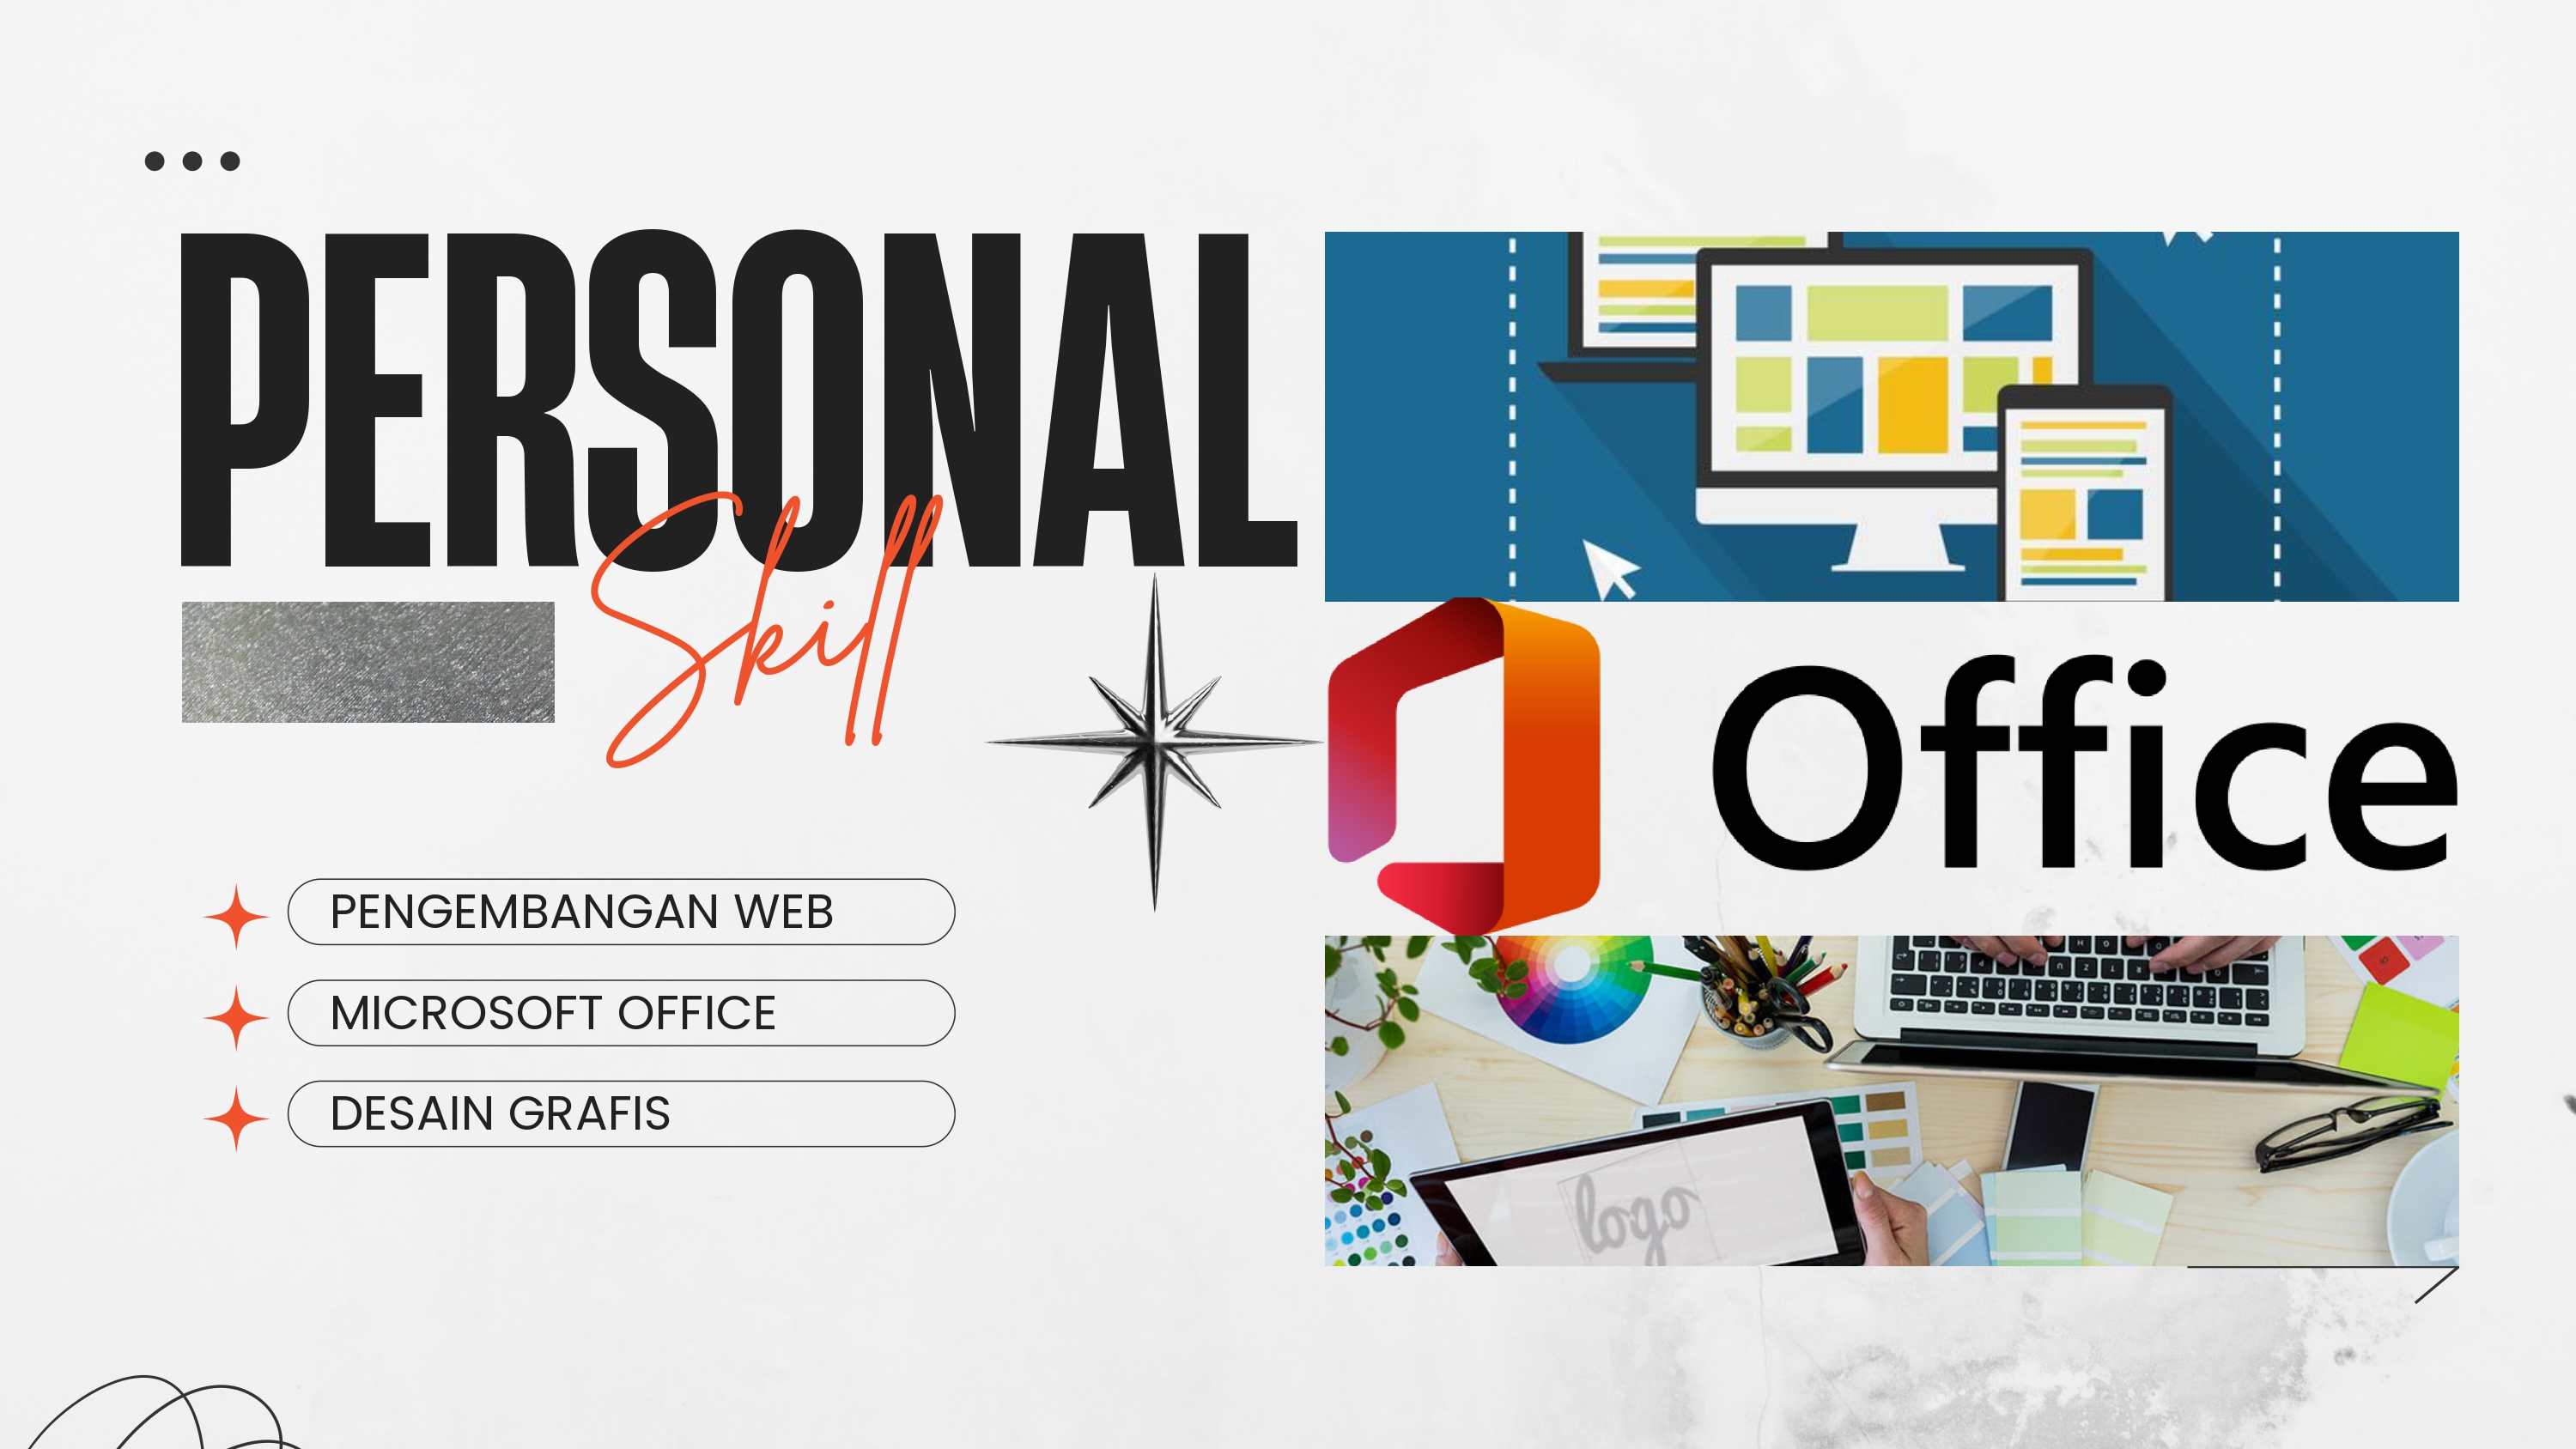 PERSONAL
Skill
PENGEMBANGAN WEB
MICROSOFT OFFICE
DESAIN GRAFIS
Office
logo